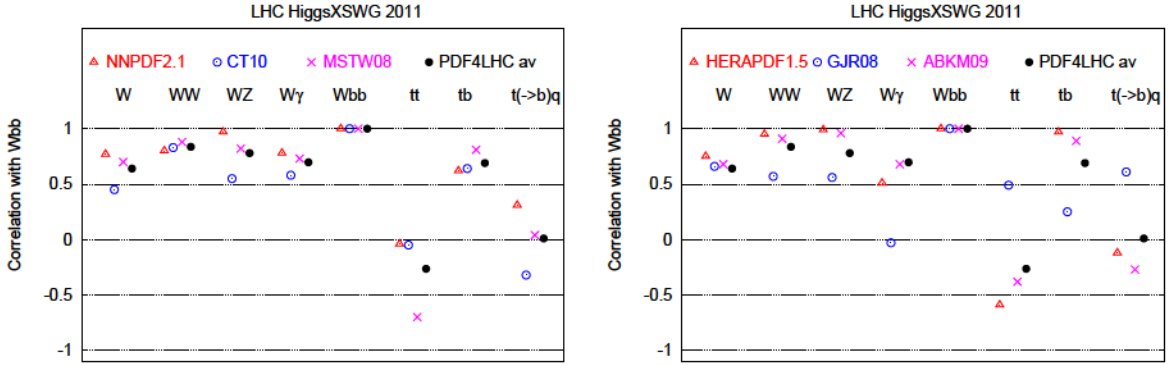 LHC HiggsXSWG 2011
NNPDF2.1 CT10 MSTW08 PDF4LHC av
W WW WZ Wγ Wbb tt tb t(->b)q
1
0.5
0
-0.5
-1
Correlation with Wbb
LHC HiggsXSWG 2011
HERAPDF1.5 GJR08 ABKM09 PDF4LHC av
W WW WZ Wγ Wbb tt tb t(->b)q
1
0.5
0
-0.5
-1
Correlation with Wbb